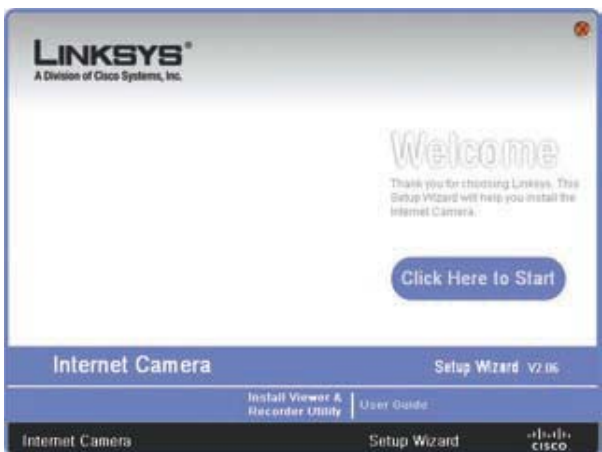 LINKSYS®
A Division of Cisco Systems, Inc.
Welcome
Thank you for choosing Linksys. This
Setup Wizard will help you install the
Internet Camera.
Click Here to Start
Internet Camera
Setup Wizard V2.06
Install Viewer &
Recorder Utility
User Guide
Internet Camera
Setup Wizard
CISCO